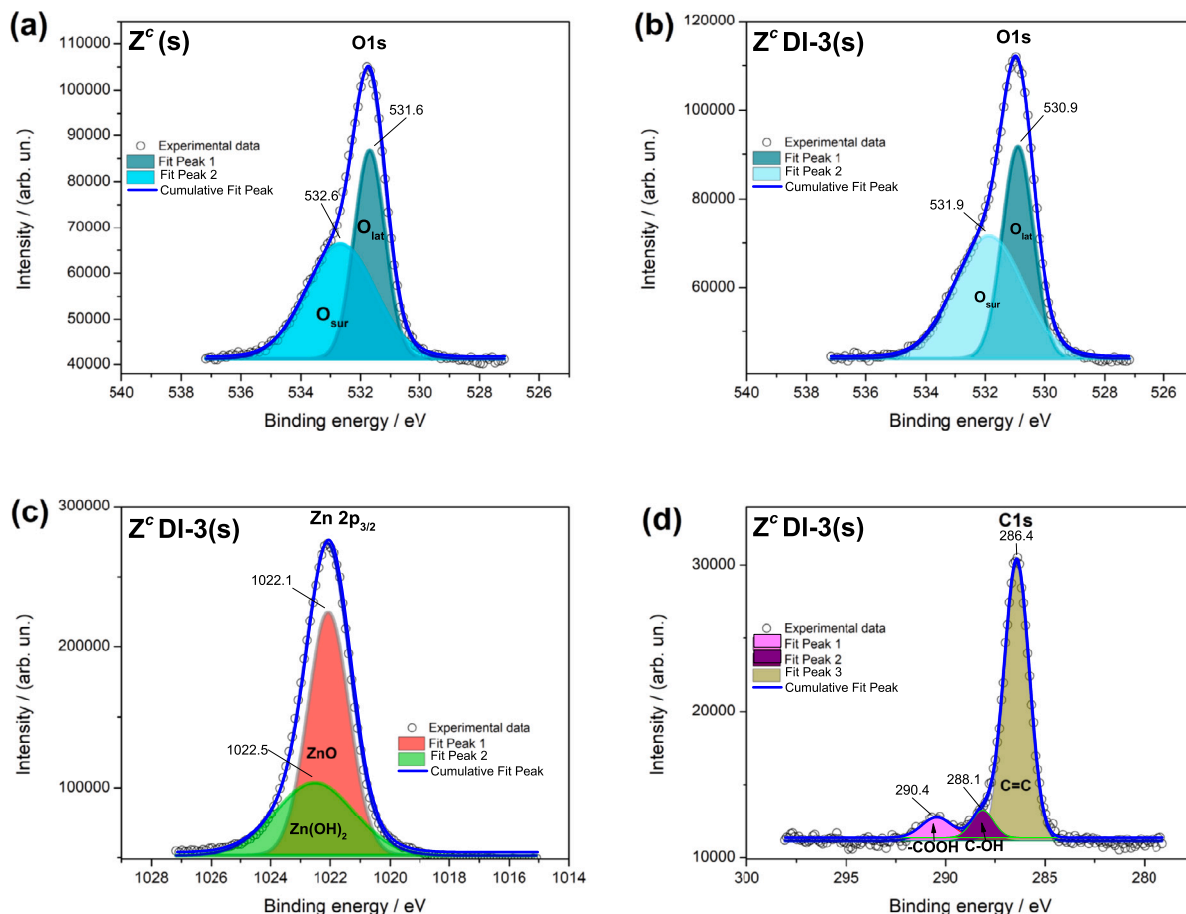 (a)
Zᶜ (s)
O1s
110000
100000
90000
80000
70000
60000
50000
40000
Intensity / (arb. un.)
531.6
532.6
Experimental data
Fit Peak 1
Fit Peak 2
Cumulative Fit Peak
O_lat
O_sur
540 538 536 534 532 530 528 526
Binding energy / eV
(b)
Zᶜ DI-3(s)
O1s
120000
100000
80000
60000
Intensity / (arb. un.)
530.9
531.9
Experimental data
Fit Peak 1
Fit Peak 2
Cumulative Fit Peak
O_lat
O_sur
540 538 536 534 532 530 528 526
Binding energy / eV
(c)
Zᶜ DI-3(s)
Zn 2p₃/₂
300000
200000
100000
Intensity / (arb. un.)
1022.1
1022.5
Experimental data
Fit Peak 1
Fit Peak 2
Cumulative Fit Peak
ZnO
Zn(OH)₂
1028 1026 1024 1022 1020 1018 1016 1014
Binding energy / eV
(d)
Zᶜ DI-3(s)
C1s
286.4
30000
20000
10000
Intensity / (arb. un.)
Experimental data
Fit Peak 1
Fit Peak 2
Fit Peak 3
Cumulative Fit Peak
290.4
288.1
C=C
-COOH
C-OH
300 295 290 285 280
Binding energy / eV